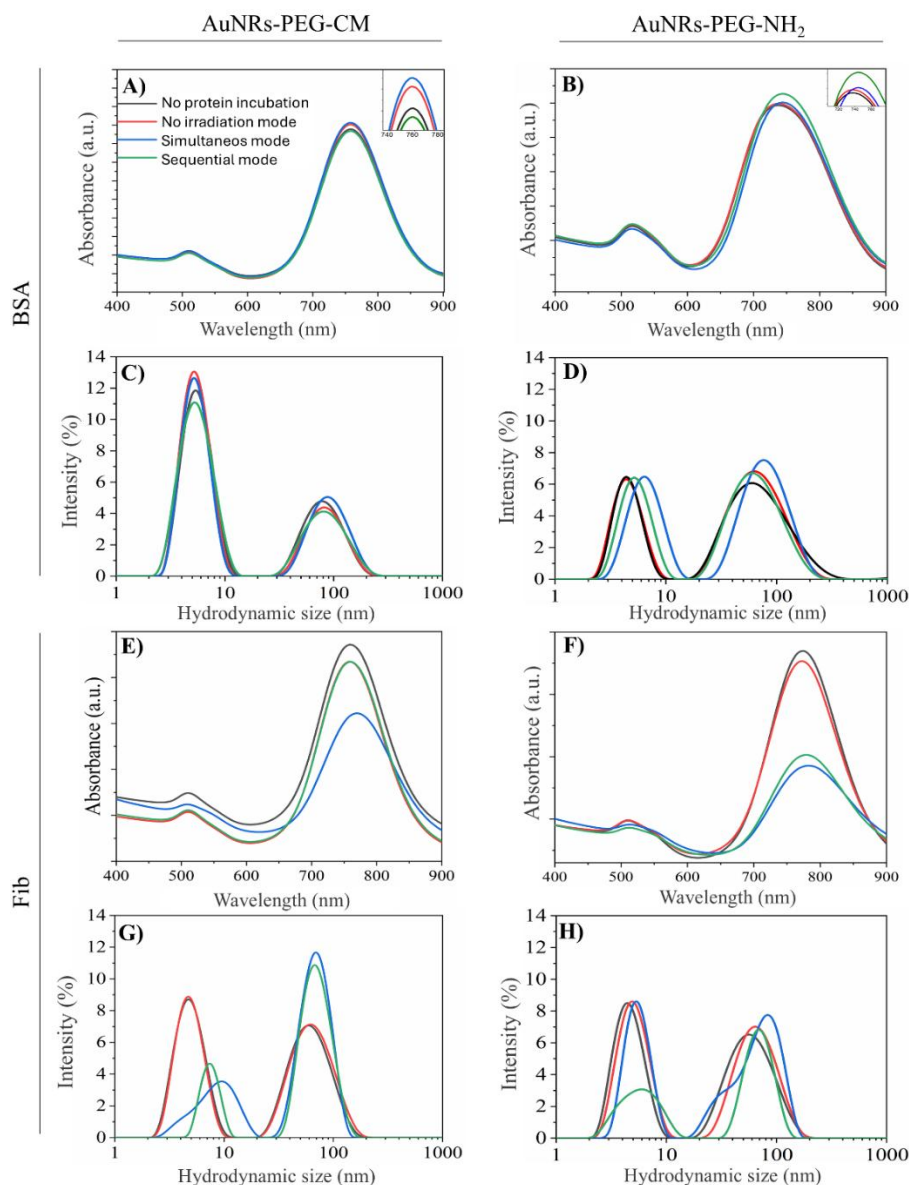 AuNRs-PEG-CM
AuNRs-PEG-NH₂
BSA
A)
No protein incubation
No irradiation mode
Simultaneos mode
Sequential mode
740 760 780
Absorbance (a.u.)
400 500 600 700 800 900
Wavelength (nm)
B)
720 740 760
Absorbance (a.u.)
400 500 600 700 800 900
Wavelength (nm)
C)
14
12
10
8
6
4
2
0
Intensity (%)
1 10 100 1000
Hydrodynamic size (nm)
D)
14
12
10
8
6
4
2
0
Intensity (%)
1 10 100 1000
Hydrodynamic size (nm)
Fib
E)
Absorbance (a.u.)
400 500 600 700 800 900
Wavelength (nm)
F)
Absorbance (a.u.)
400 500 600 700 800 900
Wavelength (nm)
G)
14
12
10
8
6
4
2
0
Intensity (%)
1 10 100 1000
Hydrodynamic size (nm)
H)
14
12
10
8
6
4
2
0
Intensity (%)
1 10 100 1000
Hydrodynamic size (nm)